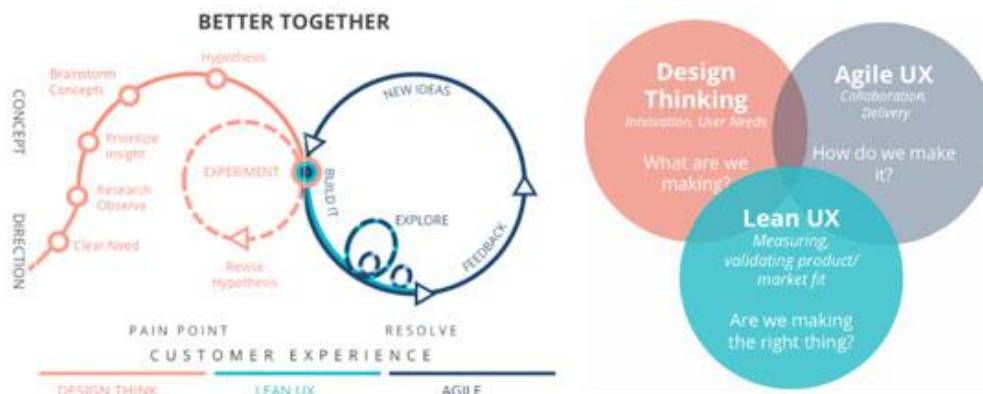 BETTER TOGETHER
Hypothesis
Brainstorm
Concepts
Prioritize
Insight
Research
Observe
Clear Need
CONCEPT
DIRECTION
EXPERIMENT
Revise
Hypothesis
NEW IDEAS
BUILD IT
EXPLORE
FEEDBACK
PAIN POINT
RESOLVE
CUSTOMER EXPERIENCE
DESIGN THINK
LEAN UX
AGILE
Design
Thinking
Innovation, User Needs
What are we
making?
Agile UX
Collaboration,
Delivery
How do we make
it?
Lean UX
Measuring,
validating product/
market fit
Are we making
the right thing?